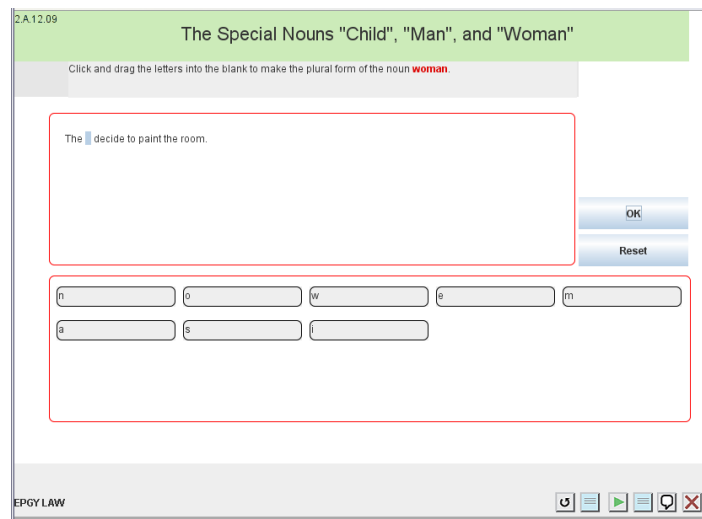 2.A.12.09
The Special Nouns "Child", "Man", and "Woman"
Click and drag the letters into the blank to make the plural form of the noun woman.
The decide to paint the room.
OK
Reset
n o w e m
a s i
EPGY LAW